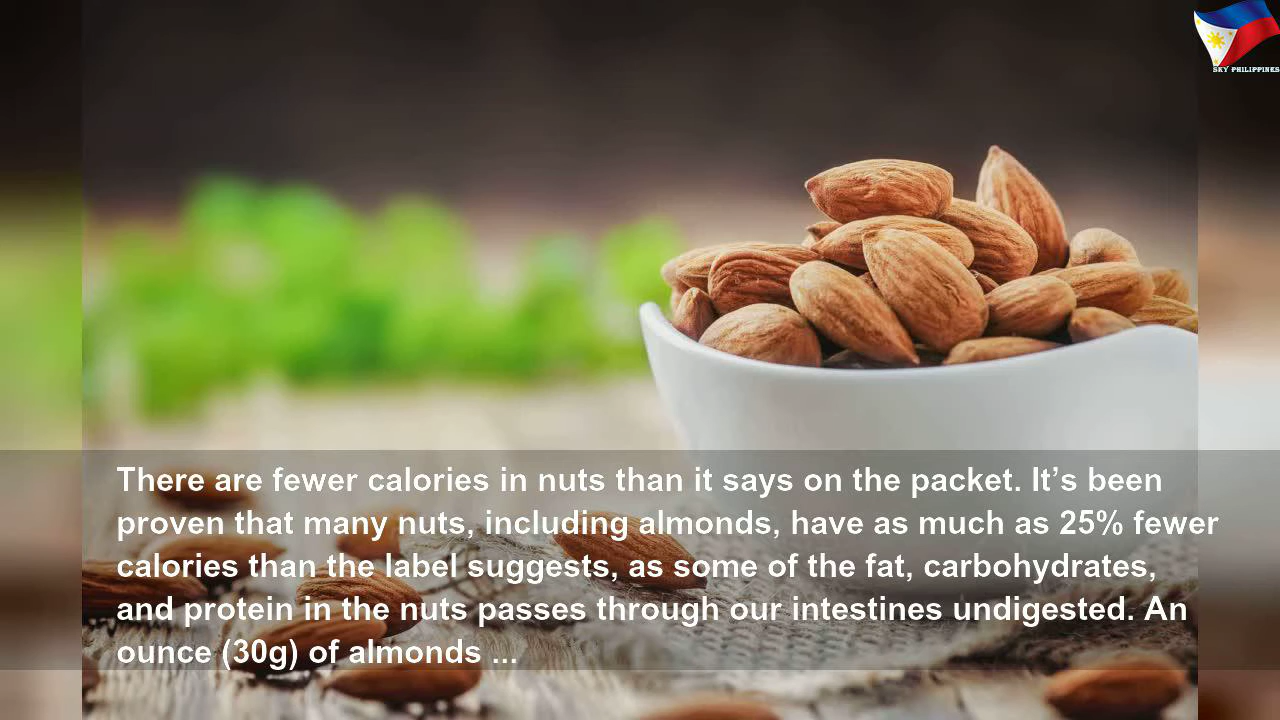 SKY PHILIPPINES
There are fewer calories in nuts than it says on the packet. It’s been
proven that many nuts, including almonds, have as much as 25% fewer
calories than the label suggests, as some of the fat, carbohydrates,
and protein in the nuts passes through our intestines undigested. An
ounce (30g) of almonds ...